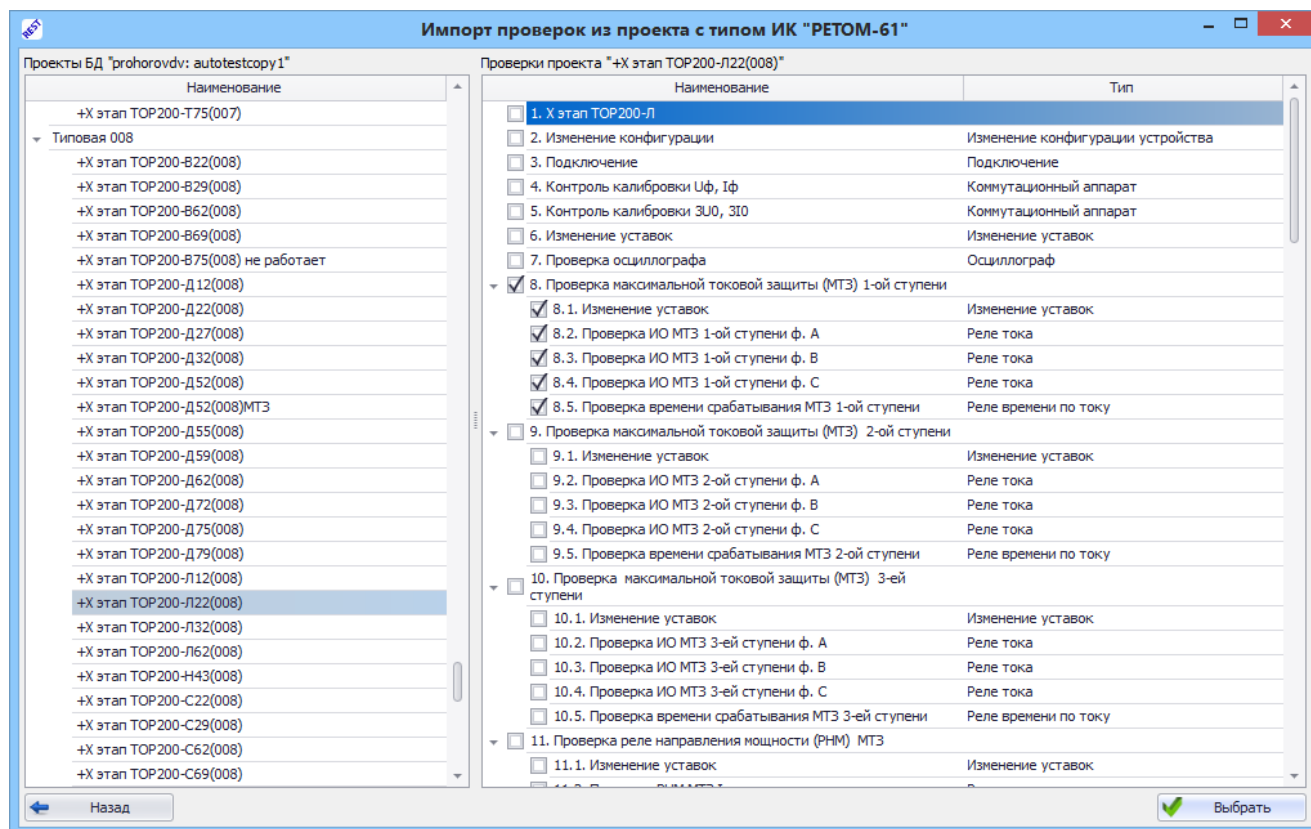 REST
Импорт проверок из проекта с типом ИК "РЕТОМ-61"
Проекты БД "prohorovdv: autotestcopy1"
Наименование
+X этап ТОР200-Т75(007)
Типовая 008
+X этап ТОР200-В22(008)
+X этап ТОР200-В29(008)
+X этап ТОР200-В62(008)
+X этап ТОР200-В69(008)
+X этап ТОР200-В75(008) не работает
+X этап ТОР200-Д12(008)
+X этап ТОР200-Д22(008)
+X этап ТОР200-Д27(008)
+X этап ТОР200-Д32(008)
+X этап ТОР200-Д52(008)
+X этап ТОР200-Д52(008)МТЗ
+X этап ТОР200-Д55(008)
+X этап ТОР200-Д59(008)
+X этап ТОР200-Д62(008)
+X этап ТОР200-Д72(008)
+X этап ТОР200-Д75(008)
+X этап ТОР200-Д79(008)
+X этап ТОР200-Л12(008)
+X этап ТОР200-Л22(008)
+X этап ТОР200-Л32(008)
+X этап ТОР200-Л62(008)
+X этап ТОР200-Н43(008)
+X этап ТОР200-С22(008)
+X этап ТОР200-С29(008)
+X этап ТОР200-С62(008)
+X этап ТОР200-С69(008)
Проверки проекта "+X этап ТОР200-Л22(008)"
Наименование Тип
1. X этап ТОР200-Л
2. Изменение конфигурации Изменение конфигурации устройства
3. Подключение Подключение
4. Контроль калибровки Uф, Iф Коммутационный аппарат
5. Контроль калибровки 3U0, 3I0 Коммутационный аппарат
6. Изменение уставок Изменение уставок
7. Проверка осциллографа Осциллограф
8. Проверка максимальной токовой защиты (МТЗ) 1-ой ступени
8.1. Изменение уставок Изменение уставок
8.2. Проверка ИО МТЗ 1-ой ступени ф. А Реле тока
8.3. Проверка ИО МТЗ 1-ой ступени ф. В Реле тока
8.4. Проверка ИО МТЗ 1-ой ступени ф. С Реле тока
8.5. Проверка времени срабатывания МТЗ 1-ой ступени Реле времени по току
9. Проверка максимальной токовой защиты (МТЗ) 2-ой ступени
9.1. Изменение уставок Изменение уставок
9.2. Проверка ИО МТЗ 2-ой ступени ф. А Реле тока
9.3. Проверка ИО МТЗ 2-ой ступени ф. В Реле тока
9.4. Проверка ИО МТЗ 2-ой ступени ф. С Реле тока
9.5. Проверка времени срабатывания МТЗ 2-ой ступени Реле времени по току
10. Проверка максимальной токовой защиты (МТЗ) 3-ей
ступени
10.1. Изменение уставок Изменение уставок
10.2. Проверка ИО МТЗ 3-ей ступени ф. А Реле тока
10.3. Проверка ИО МТЗ 3-ей ступени ф. В Реле тока
10.4. Проверка ИО МТЗ 3-ей ступени ф. С Реле тока
10.5. Проверка времени срабатывания МТЗ 3-ей ступени Реле времени по току
11. Проверка реле направления мощности (РНМ) МТЗ
11.1. Изменение уставок Изменение уставок
Назад
Выбрать